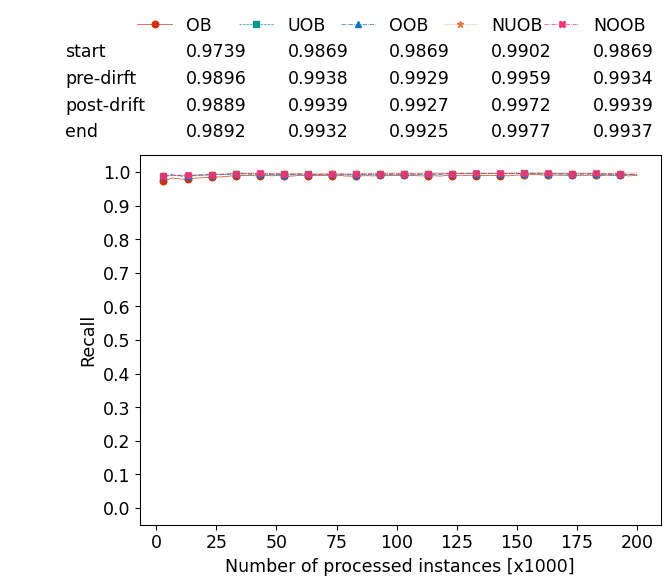 OB UOB OOB NUOB NOOB
start 0.9739 0.9869 0.9869 0.9902 0.9869
pre-dirft 0.9896 0.9938 0.9929 0.9959 0.9934
post-drift 0.9889 0.9939 0.9927 0.9972 0.9939
end 0.9892 0.9932 0.9925 0.9977 0.9937
1.0
0.9
0.8
0.7
0.6
0.5
0.4
0.3
0.2
0.1
0.0
Recall
0 25 50 75 100 125 150 175 200
Number of processed instances [x1000]